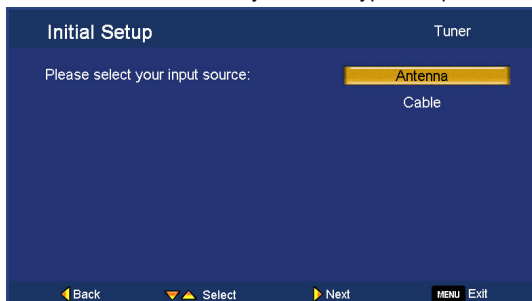 Initial Setup Tuner
Please select your input source: Antenna
Cable
Back Select Next MENU Exit